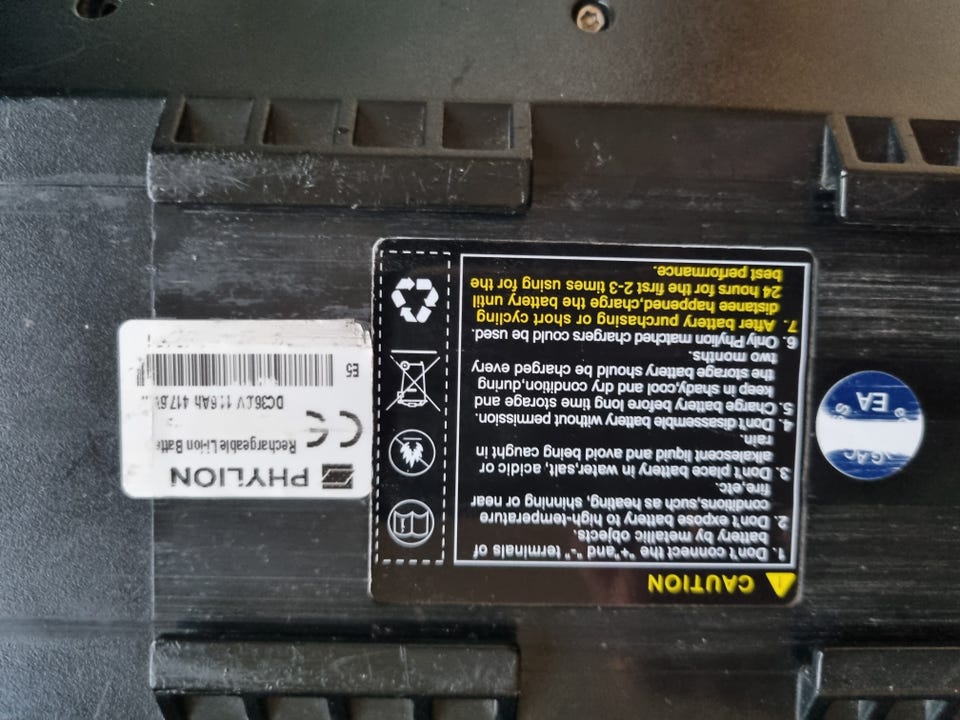 CAUTION
1. Don't connect the "+"and"-" terminals of
battery by metallic objects.
2. Don't expose battery to high-temperature
conditions,such as heating, shinning or near
fire,etc.
3. Don't place battery in water,salt, acidic or
alkalescent liquid and avoid being caught in
rain.
4. Don't disassemble battery without permission.
5. Charge battery before long time storage and
keep in shady,cool and dry condition,during
the storage battery should be charged every
two months.
6. Only Phylion matched chargers could be used.
7. After battery purchasing or short cycling
distanee happened,charge the battery until
24 hours for the first 2-3 times using for the
best performance.
PHYLION
Rechargeable Li-ion Batte
CE
DC36.0V 11.6Ah 417.6
E5
EA